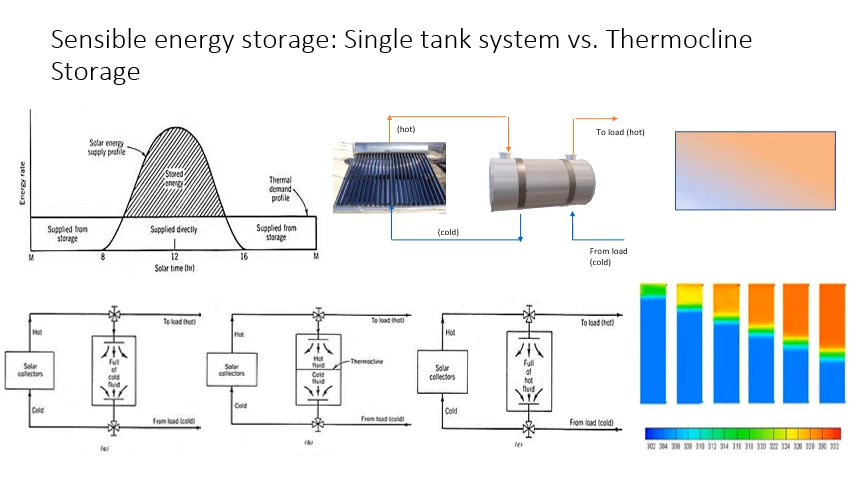 Sensible energy storage: Single tank system vs. Thermocline
Storage
Energy rate
Solar energy
supply profile
Stored
energy
Thermal
demand
profile
Supplied from
storage
Supplied directly
Supplied from
storage
M
8
12
16
M
Solar time (hr)
(hot)
To load (hot)
(cold)
From load
(cold)
To load (hot)
Hot
Solar
collectors
Full
of
cold
fluid
Cold
From load (cold)
(a)
To load (hot)
Hot
Solar
collectors
Hot
fluid
Thermocline
Cold
fluid
Cold
From load (cold)
(b)
To load (hot)
Hot
Solar
collectors
Full
of
hot
fluid
Cold
From load (cold)
(c)
302 304 306 308 310 312 314 316 318 320 322 324 326 328 330 332